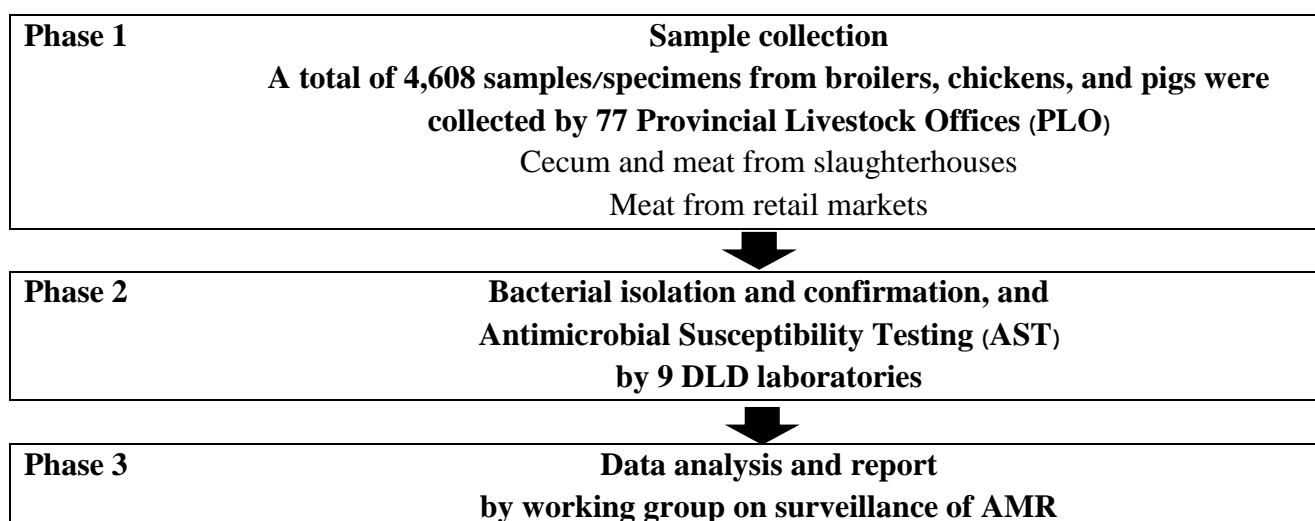 Phase 1 Sample collection
A total of 4,608 samples/specimens from broilers, chickens, and pigs were
collected by 77 Provincial Livestock Offices (PLO)
Cecum and meat from slaughterhouses
Meat from retail markets
Phase 2 Bacterial isolation and confirmation, and
Antimicrobial Susceptibility Testing (AST)
by 9 DLD laboratories
Phase 3 Data analysis and report
by working group on surveillance of AMR